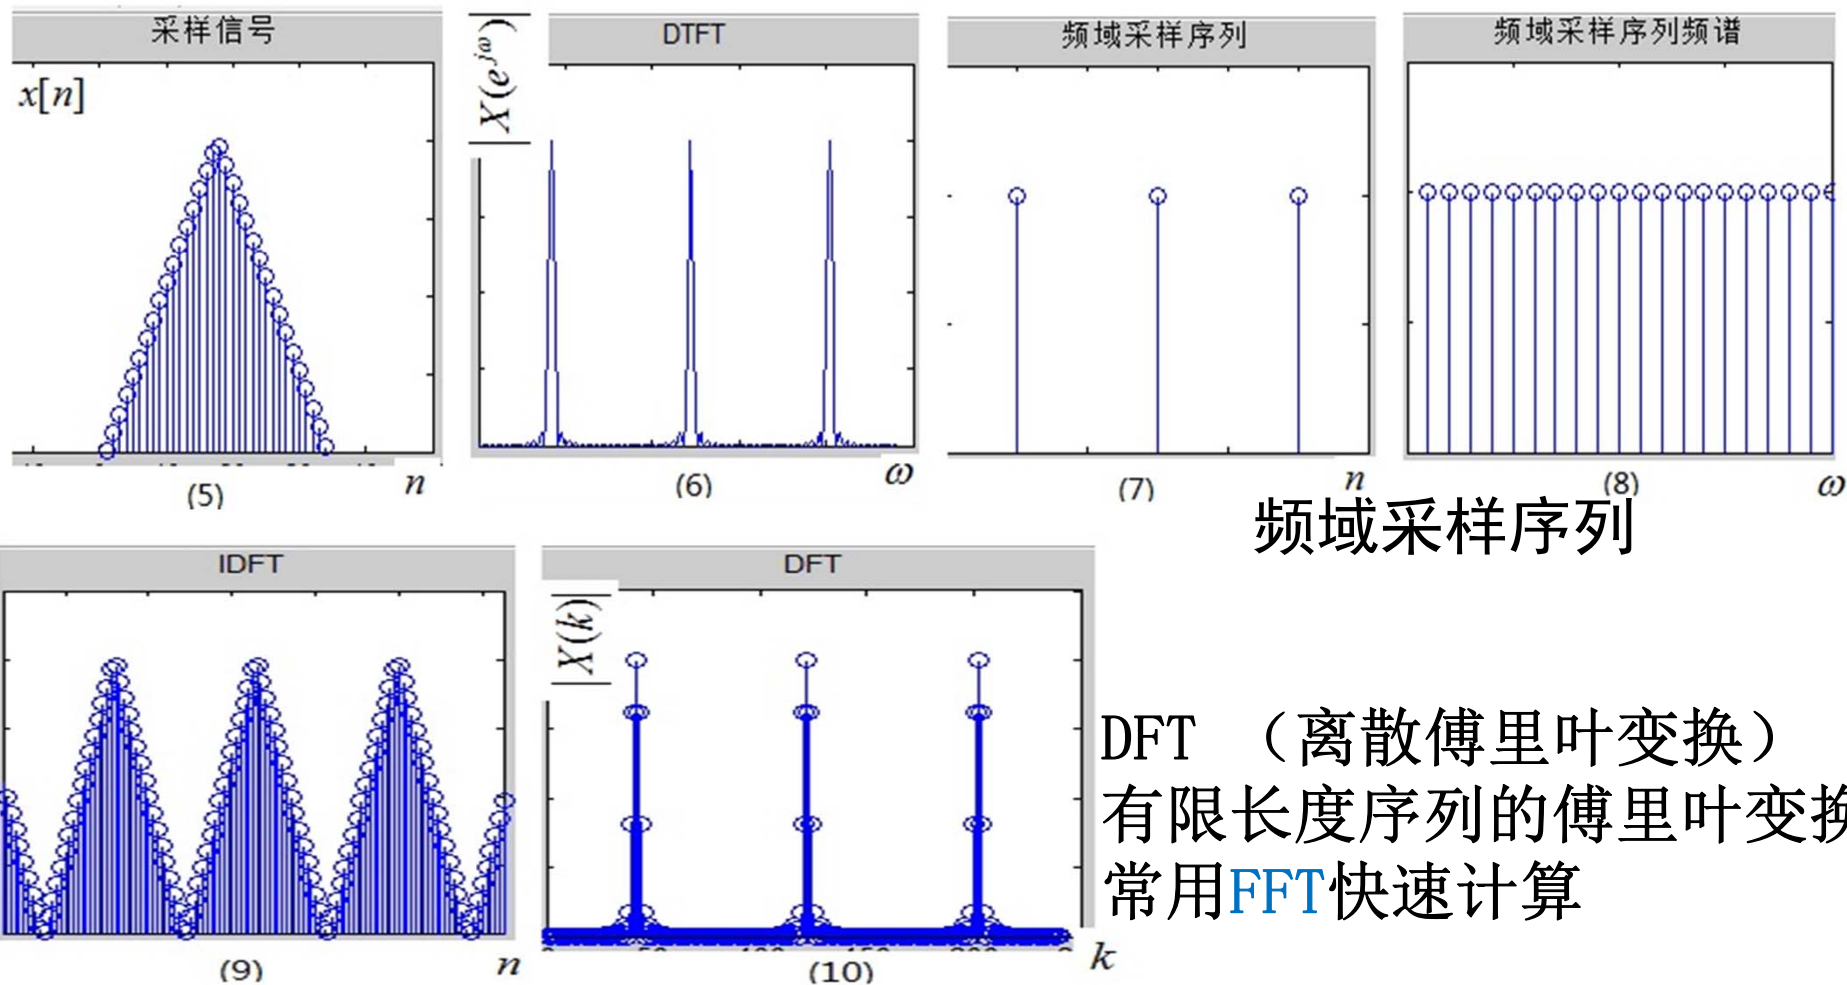 采样信号
x[n]
n
(5)
DTFT
|X(e^{jω})|
ω
(6)
频域采样序列
n
(7)
频域采样序列频谱
ω
(8)
频域采样序列
IDFT
n
(9)
DFT
|X(k)|
k
(10)
DFT （离散傅里叶变换）
有限长度序列的傅里叶变换
常用FFT快速计算